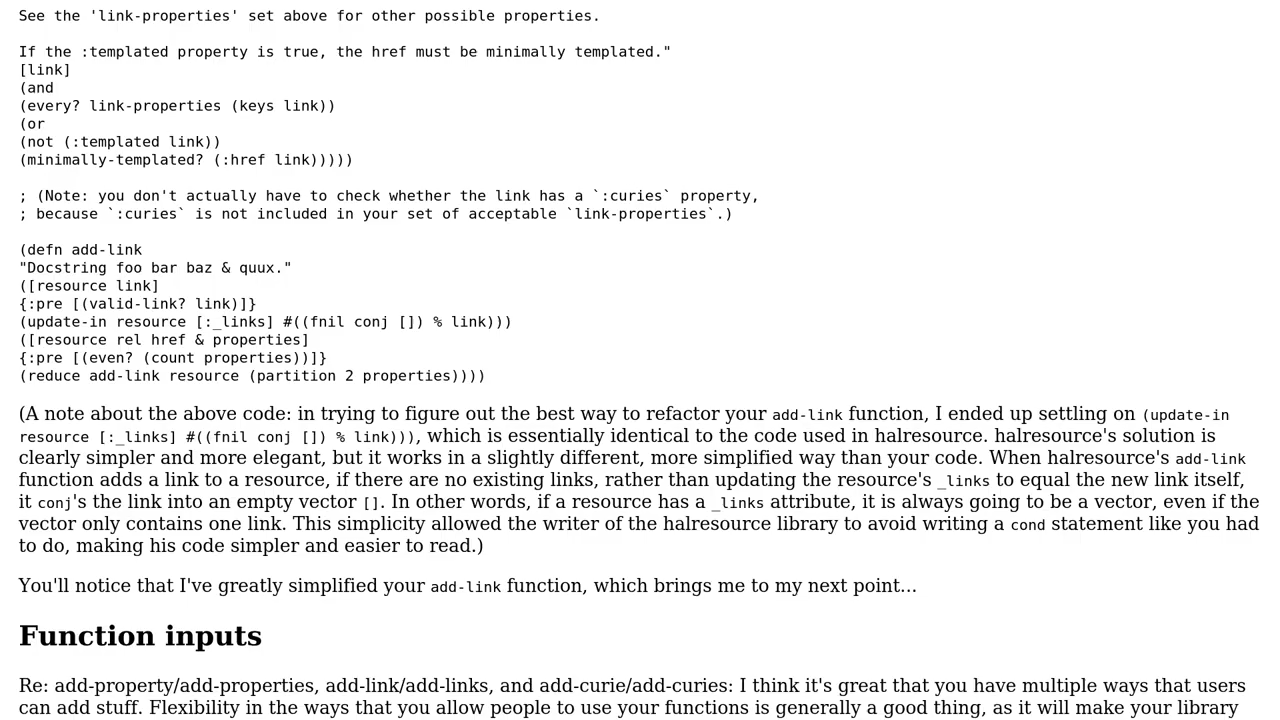 See the 'link-properties' set above for other possible properties.
If the :templated property is true, the href must be minimally templated."
[link]
(and
(every? link-properties (keys link))
(or
(not (:templated link))
(minimally-templated? (:href link)))))
; (Note: you don't actually have to check whether the link has a `:curies` property,
; because `:curies` is not included in your set of acceptable `link-properties`.)
(defn add-link
"Docstring foo bar baz & quux."
([resource link]
{:pre [(valid-link? link)]}
(update-in resource [:_links] #((fnil conj []) % link)))
([resource rel href & properties]
{:pre [(even? (count properties))]}
(reduce add-link resource (partition 2 properties))))
(A note about the above code: in trying to figure out the best way to refactor your add-link function, I ended up settling on (update-in
resource [:_links] #((fnil conj []) % link))), which is essentially identical to the code used in halresource. halresource's solution is
clearly simpler and more elegant, but it works in a slightly different, more simplified way than your code. When halresource's add-link
function adds a link to a resource, if there are no existing links, rather than updating the resource's _links to equal the new link itself,
it conj's the link into an empty vector []. In other words, if a resource has a _links attribute, it is always going to be a vector, even if the
vector only contains one link. This simplicity allowed the writer of the halresource library to avoid writing a cond statement like you had
to do, making his code simpler and easier to read.)
You'll notice that I've greatly simplified your add-link function, which brings me to my next point...
Function inputs
Re: add-property/add-properties, add-link/add-links, and add-curie/add-curies: I think it's great that you have multiple ways that users
can add stuff. Flexibility in the ways that you allow people to use your functions is generally a good thing, as it will make your library